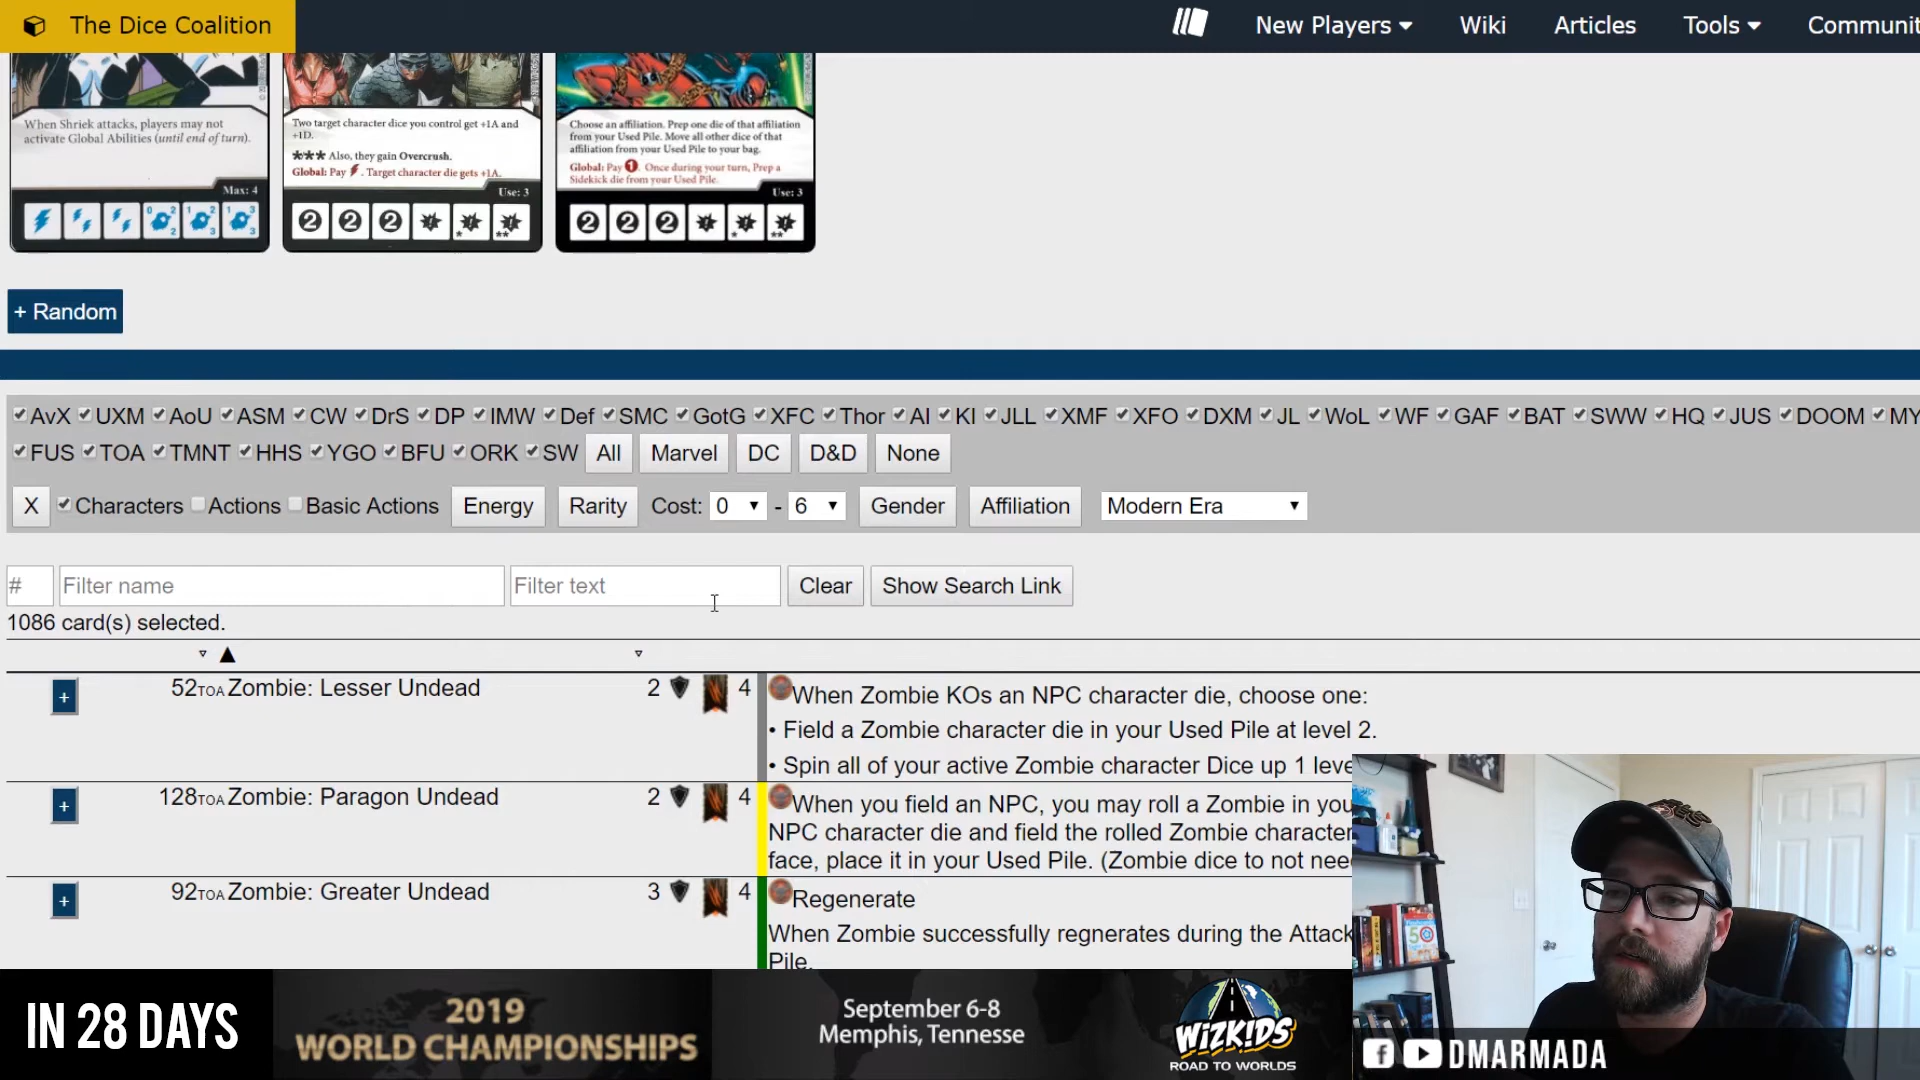 The Dice Coalition
New Players
Wiki
Articles
Tools
Communit
When Shriek attacks, players may not
activate Global Abilities (until end of turn).
Max: 4
Two target character dice you control get +1A and
+1D.
*** Also, they gain Overcrush.
Global: Pay . Target character die gets +1A.
Use: 3
Choose an affiliation. Prep one die of that affiliation
from your Used Pile. Move all other dice of that
affiliation from your Used Pile to your bag.
Global: Pay 1. Once during your turn, Prep a
Sidekick die from your Used Pile.
Use: 3
+ Random
AvX UXM AoU ASM CW DrS DP IMW Def SMC GotG XFC Thor AI KI JLL XMF XFO DXM JL WoL WF GAF BAT SWW HQ JUS DOOM MY
FUS TOA TMNT HHS YGO BFU ORK SW All Marvel DC D&D None
X Characters Actions Basic Actions Energy Rarity Cost: 0 - 6 Gender Affiliation Modern Era
# Filter name Filter text Clear Show Search Link
1086 card(s) selected.
+ 52TOA Zombie: Lesser Undead 2 4 When Zombie KOs an NPC character die, choose one:
• Field a Zombie character die in your Used Pile at level 2.
• Spin all of your active Zombie character Dice up 1 leve
+ 128TOA Zombie: Paragon Undead 2 4 When you field an NPC, you may roll a Zombie in you
NPC character die and field the rolled Zombie character
face, place it in your Used Pile. (Zombie dice to not nee
+ 92TOA Zombie: Greater Undead 3 4 Regenerate
When Zombie successfully regnerates during the Attack
Pile.
IN 28 DAYS
2019
WORLD CHAMPIONSHIPS
September 6-8
Memphis, Tennessee
WIZKIDS
ROAD TO WORLDS
DMARMADA